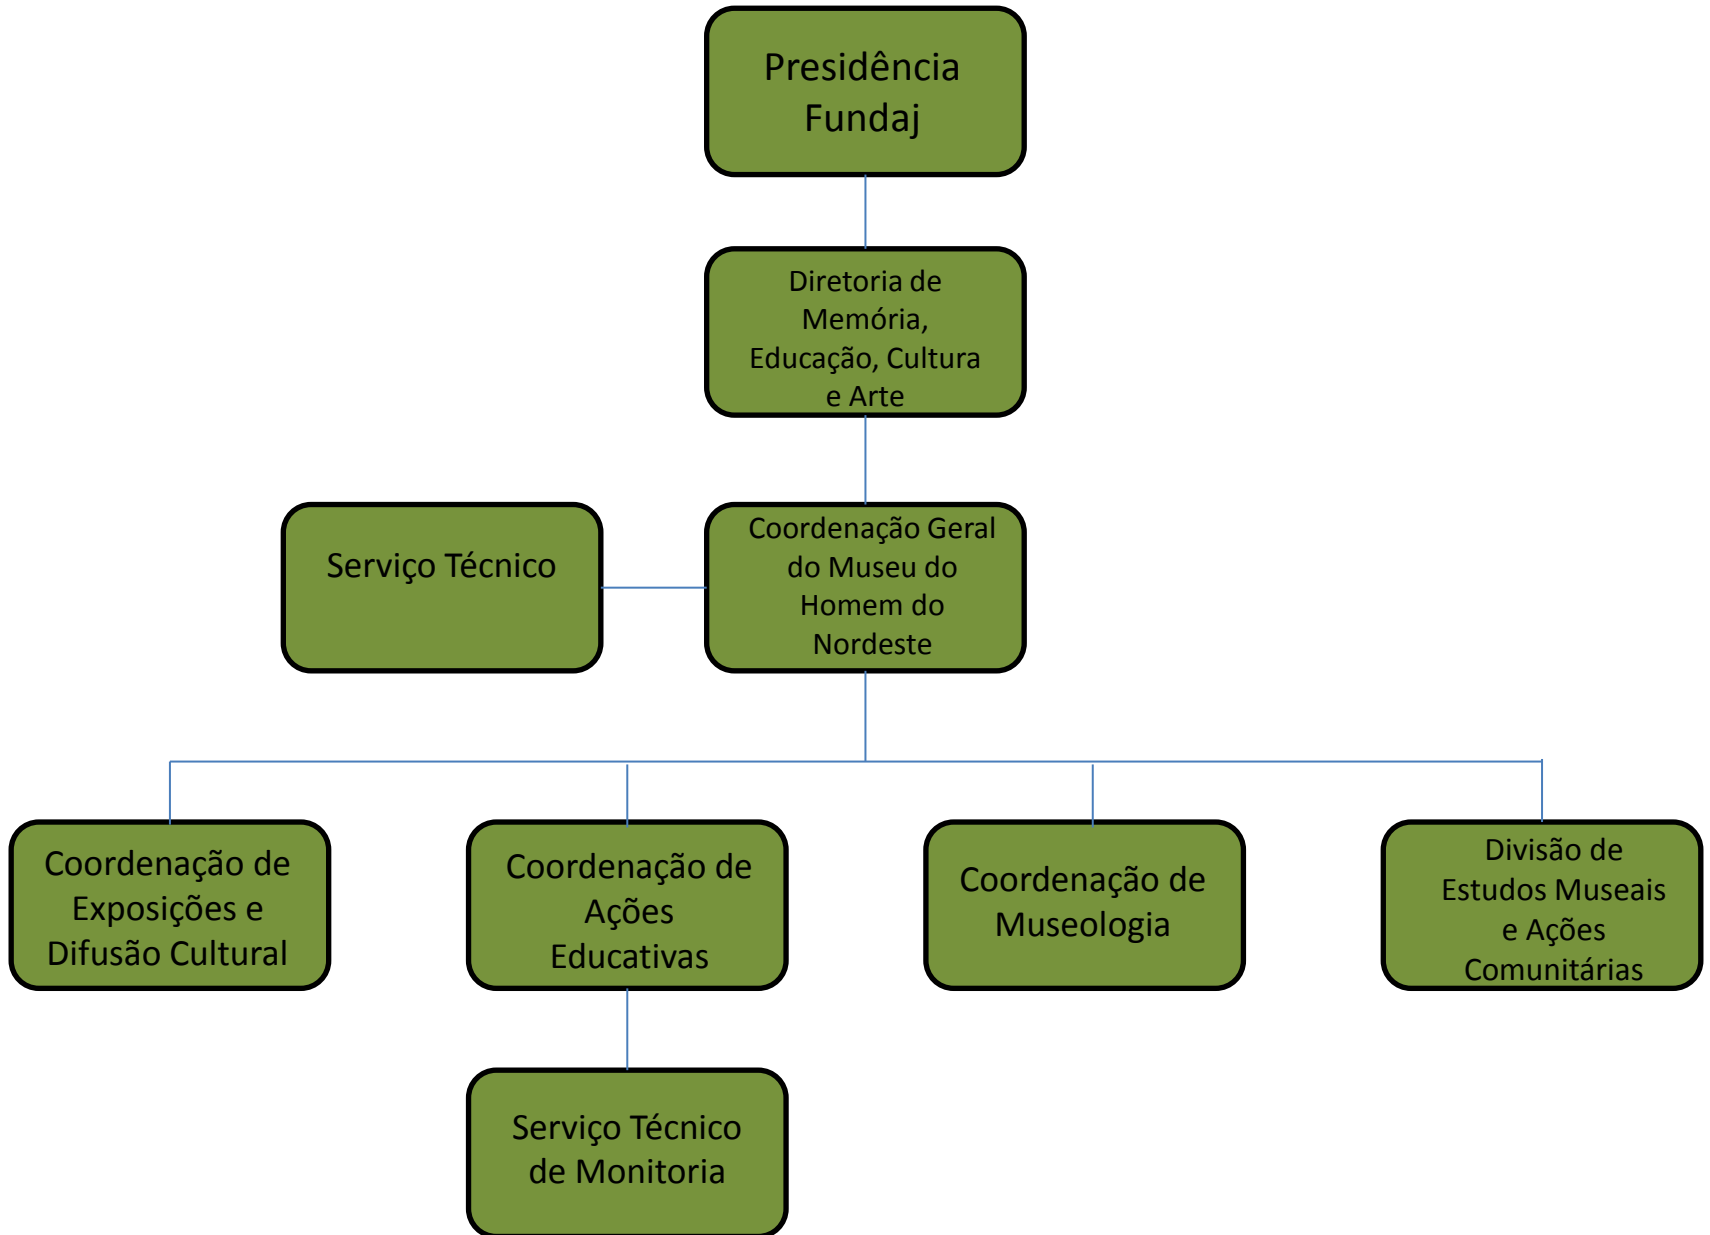 Presidência
Fundaj
Diretoria de
Memória,
Educação, Cultura
e Arte
Serviço Técnico
Coordenação Geral
do Museu do
Homem do
Nordeste
Coordenação de
Exposições e
Difusão Cultural
Coordenação de
Ações
Educativas
Coordenação de
Museologia
Divisão de
Estudos Museais
e Ações
Comunitárias
Serviço Técnico
de Monitoria